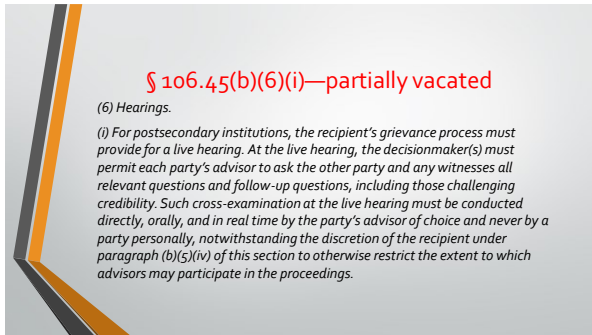 § 106.45(b)(6)(i)—partially vacated
(6) Hearings.
(i) For postsecondary institutions, the recipient's grievance process must
provide for a live hearing. At the live hearing, the decisionmaker(s) must
permit each party's advisor to ask the other party and any witnesses all
relevant questions and follow-up questions, including those challenging
credibility. Such cross-examination at the live hearing must be conducted
directly, orally, and in real time by the party's advisor of choice and never by a
party personally, notwithstanding the discretion of the recipient under
paragraph (b)(5)(iv) of this section to otherwise restrict the extent to which
advisors may participate in the proceedings.